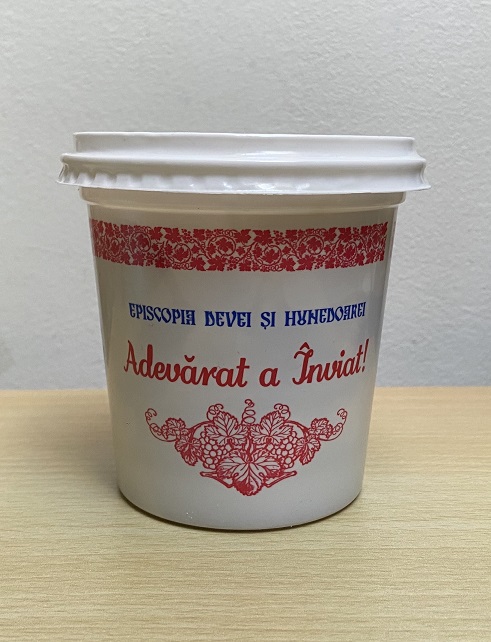 EPISCOPIA DEVEI ȘI HUNEDOAREI
Adevărat a Înviat!